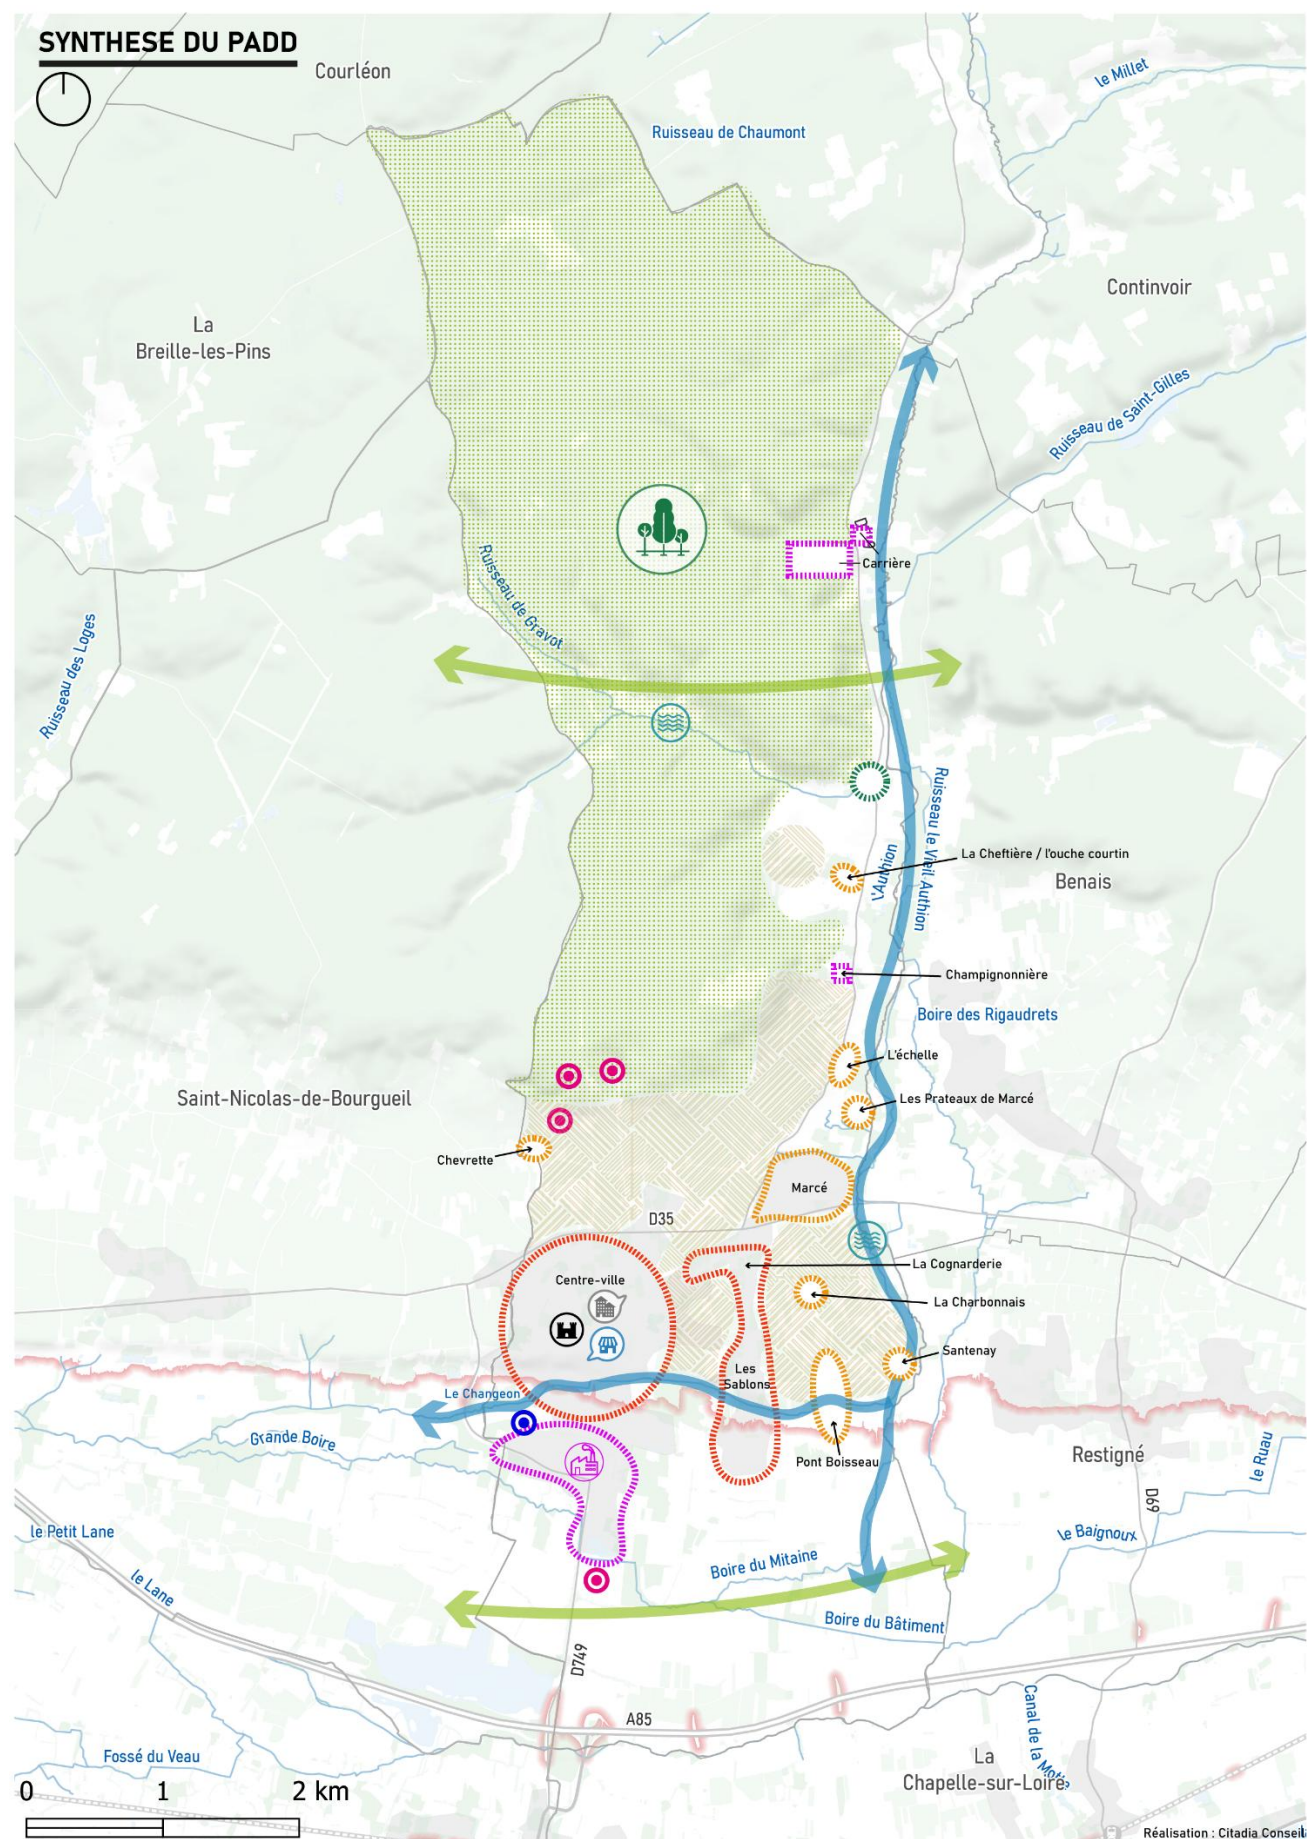 SYNTHESE DU PADD
Courléon
le Millet
Ruisseau de Chaumont
Continvoir
La
Breille-les-Pins
Ruisseau de Saint-Gilles
Carrière
Ruisseau de Gravot
Ruisseau des Loges
Ruisseau le Vieil Authion
L'Authion
La Cheftière / l'ouche courtin
Benais
Champignonnière
Boire des Rigaudrets
L'échelle
Saint-Nicolas-de-Bourgueil
Les Prateaux de Marcé
Chevrette
Marcé
D35
La Cognarderie
Centre-ville
La Charbonnais
Santenay
Les
Sablons
Le Changeon
Grande Boire
Pont Boisseau
Restigné
le Ruau
D69
le Petit Lane
le Baignoux
Boire du Mitaine
le Lane
Boire du Bâtiment
D749
A85
Canal de la Motte
Fossé du Veau
La
Chapelle-sur-Loire
0 1 2 km
Réalisation : Citadia Conseil